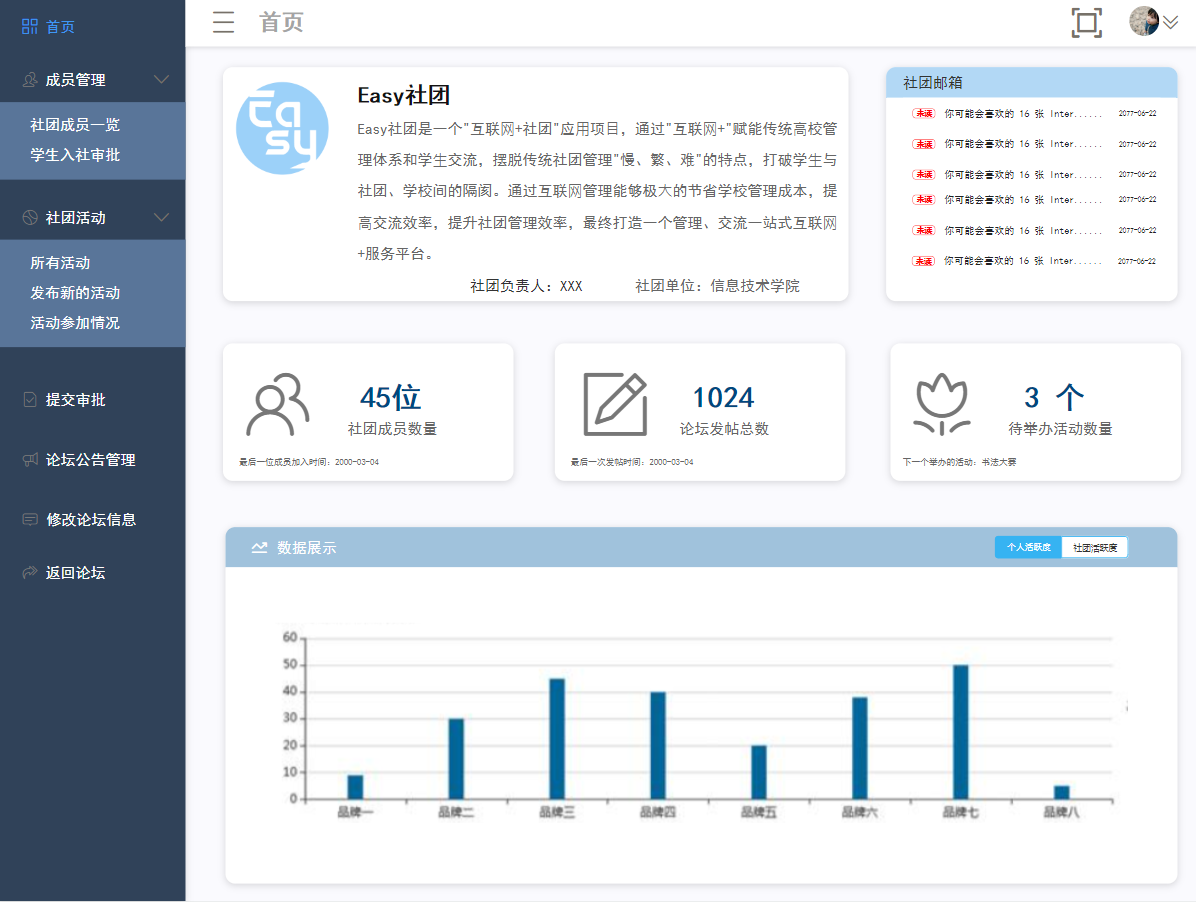 首页
成员管理
社团成员一览
学生入社审批
社团活动
所有活动
发布新的活动
活动参加情况
提交审批
论坛公告管理
修改论坛信息
返回论坛
首页
Easy
Easy社团
Easy社团是一个"互联网+社团"应用项目，通过"互联网+"赋能传统高校管
理体系和学生交流，摆脱传统社团管理"慢、繁、难"的特点，打破学生与
社团、学校间的隔阂。通过互联网管理能够极大的节省学校管理成本，提
高交流效率，提升社团管理效率，最终打造一个管理、交流一站式互联网
+服务平台。
社团负责人：XXX 社团单位：信息技术学院
社团邮箱
未读 你可能会喜欢的 16 张 Inter...... 2077-06-22
未读 你可能会喜欢的 16 张 Inter...... 2077-06-22
未读 你可能会喜欢的 16 张 Inter...... 2077-06-22
未读 你可能会喜欢的 16 张 Inter...... 2077-06-22
未读 你可能会喜欢的 16 张 Inter...... 2077-06-22
未读 你可能会喜欢的 16 张 Inter...... 2077-06-22
45位
社团成员数量
最后一位成员加入时间：2000-03-04
1024
论坛发帖总数
最后一次发帖时间：2000-03-04
3 个
待举办活动数量
下一个举办的活动：书法大赛
数据展示
个人活跃度 社团活跃度
60
50
40
30
20
10
0
品牌一 品牌二 品牌三 品牌四 品牌五 品牌六 品牌七 品牌八